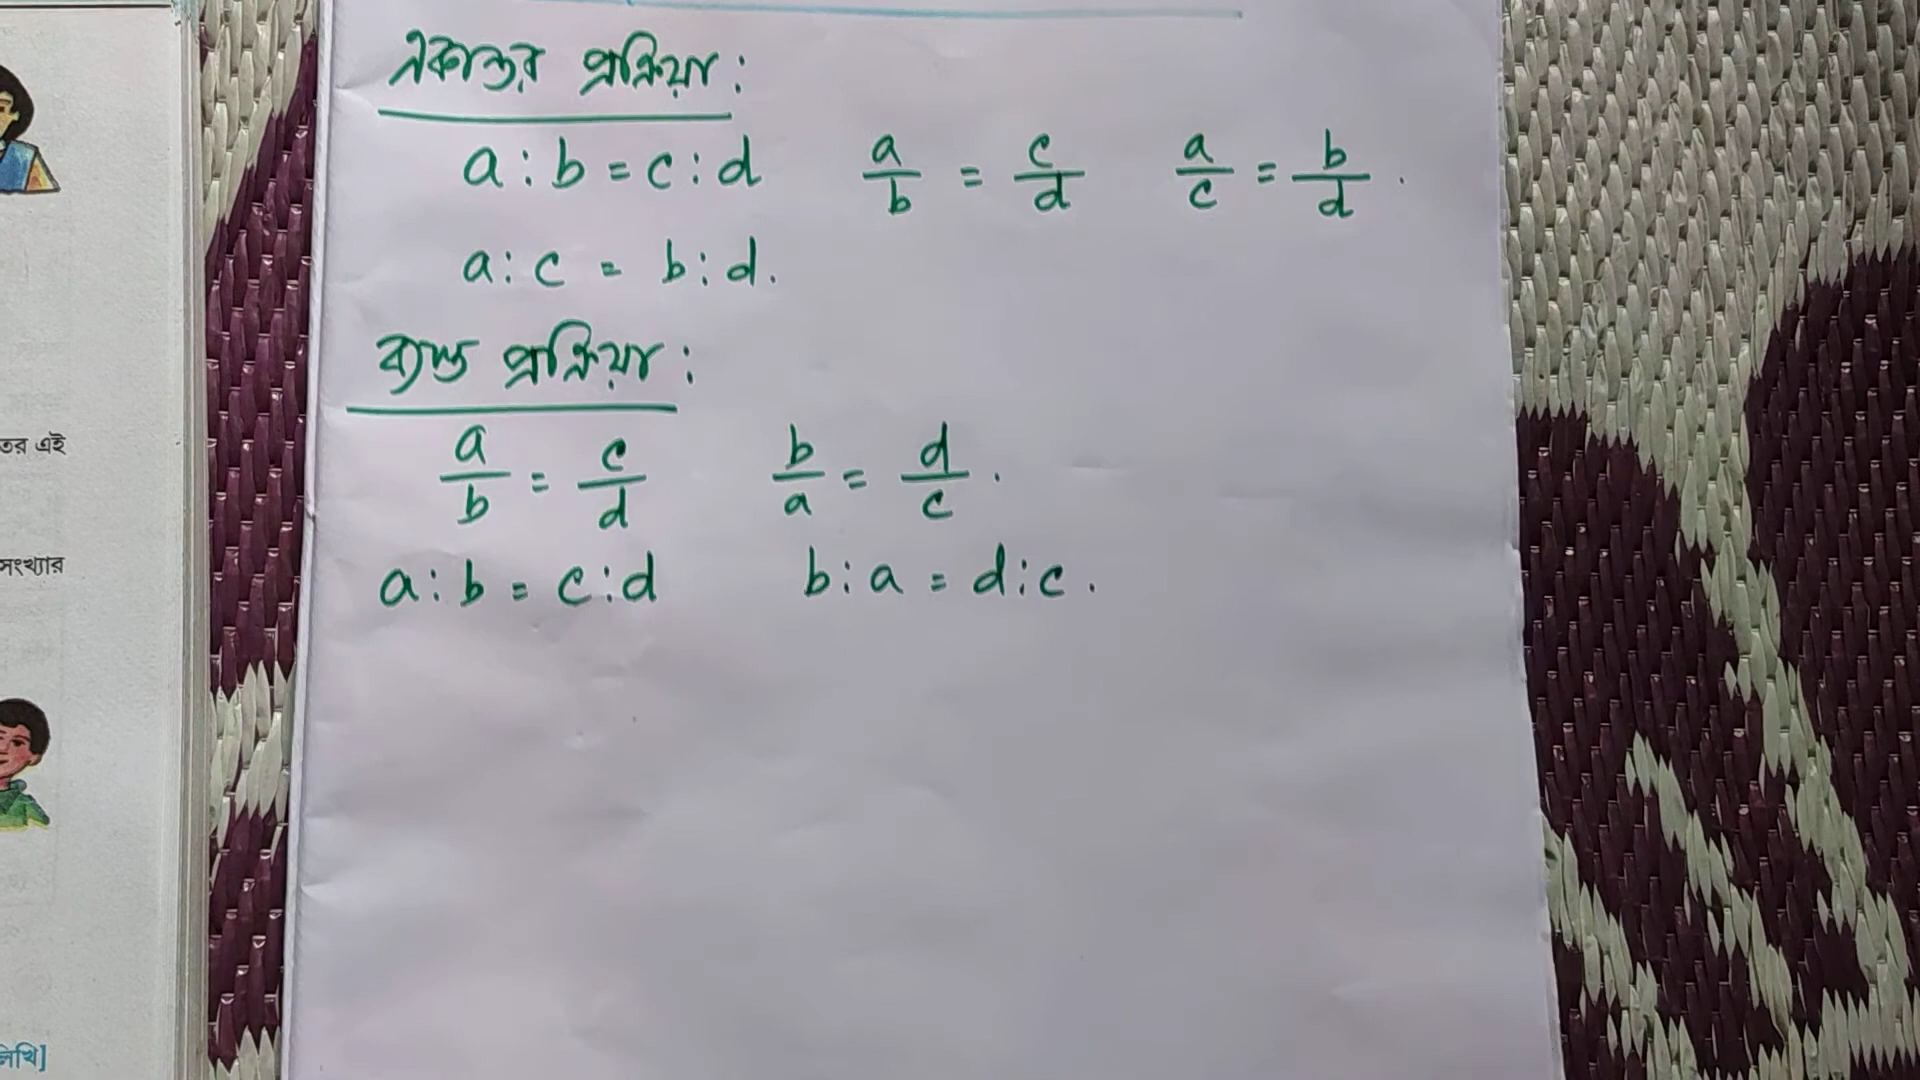 একান্তর প্রক্রিয়া :
a : b = c : d a/b = c/d a/c = b/d .
a : c = b : d.
ব্যস্ত প্রক্রিয়া :
a/b = c/d b/a = d/c .
a : b = c : d b : a = d : c .
তর এই
সংখ্যার
লিখি]